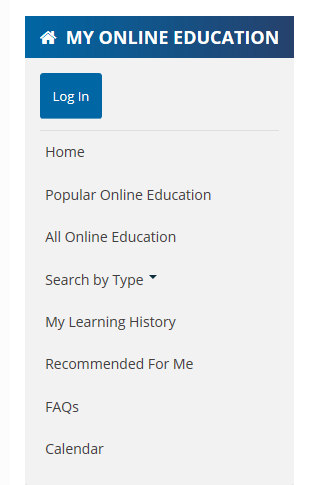 MY ONLINE EDUCATION
Log In
Home
Popular Online Education
All Online Education
Search by Type
My Learning History
Recommended For Me
FAQs
Calendar